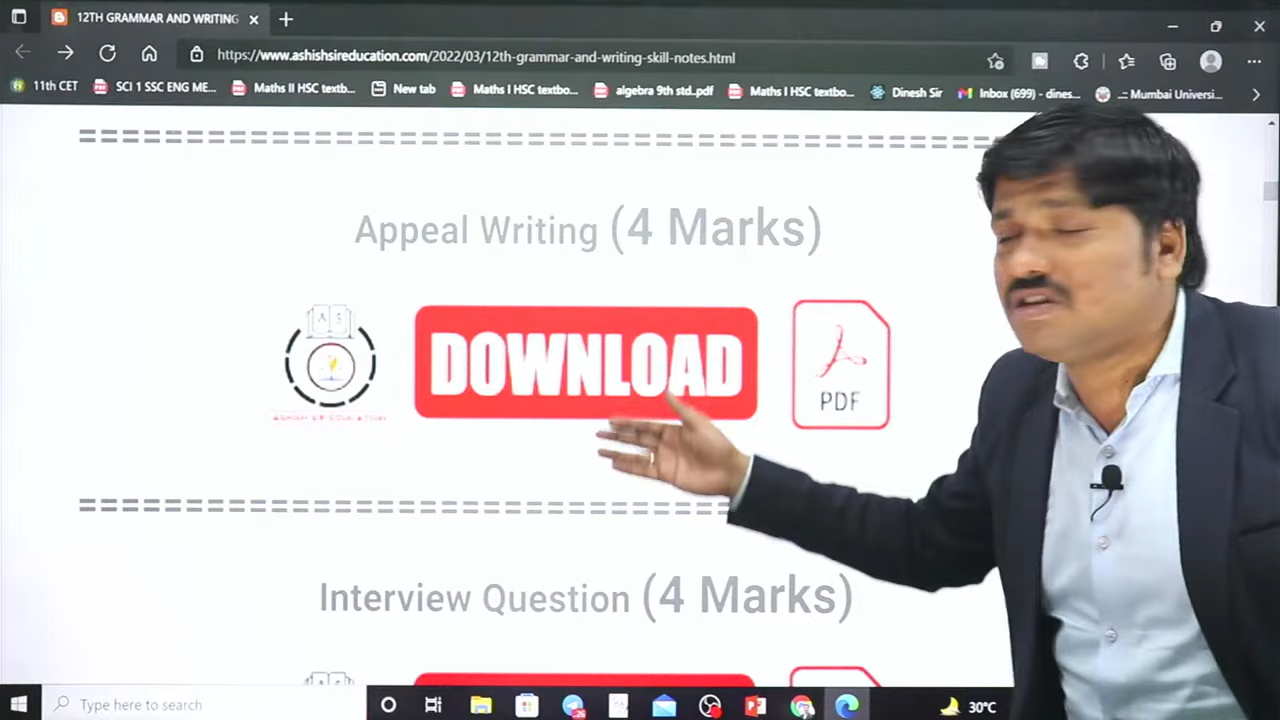 12TH GRAMMAR AND WRITING
https://www.ashishsireducation.com/2022/03/12th-grammar-and-writing-skill-notes.html
11th CET
SCI 1 SSC ENG ME...
Maths II HSC textb...
New tab
Maths I HSC textbo...
algebra 9th std..pdf
Maths I HSC textbo...
Dinesh Sir
Inbox (699) - dines...
..:: Mumbai Universi...
Appeal Writing (4 Marks)
A S
DOWNLOAD
PDF
Interview Question (4 Marks)
Type here to search
26
30°C